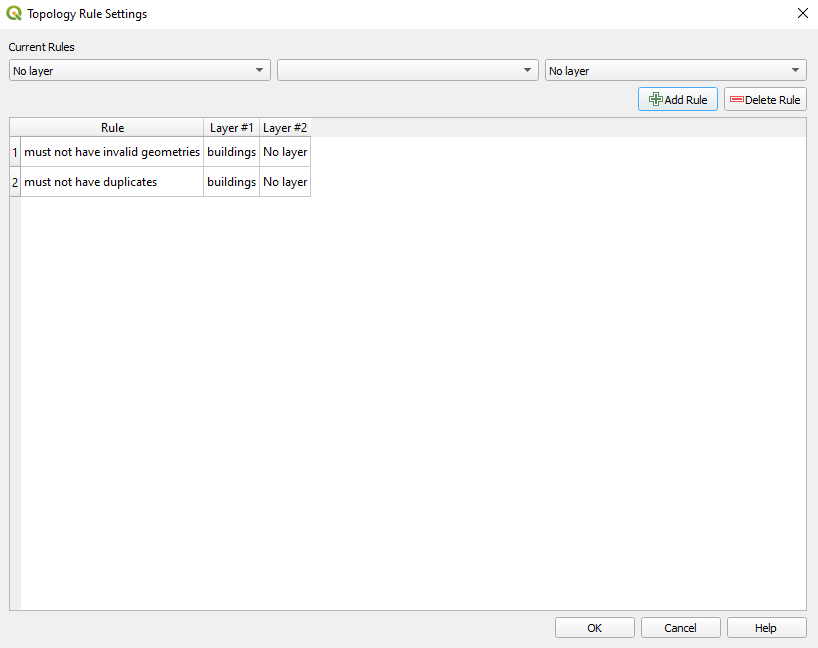 Topology Rule Settings
Current Rules
No layer No layer
Add Rule Delete Rule
Rule Layer #1 Layer #2
1 must not have invalid geometries buildings No layer
2 must not have duplicates buildings No layer
OK Cancel Help